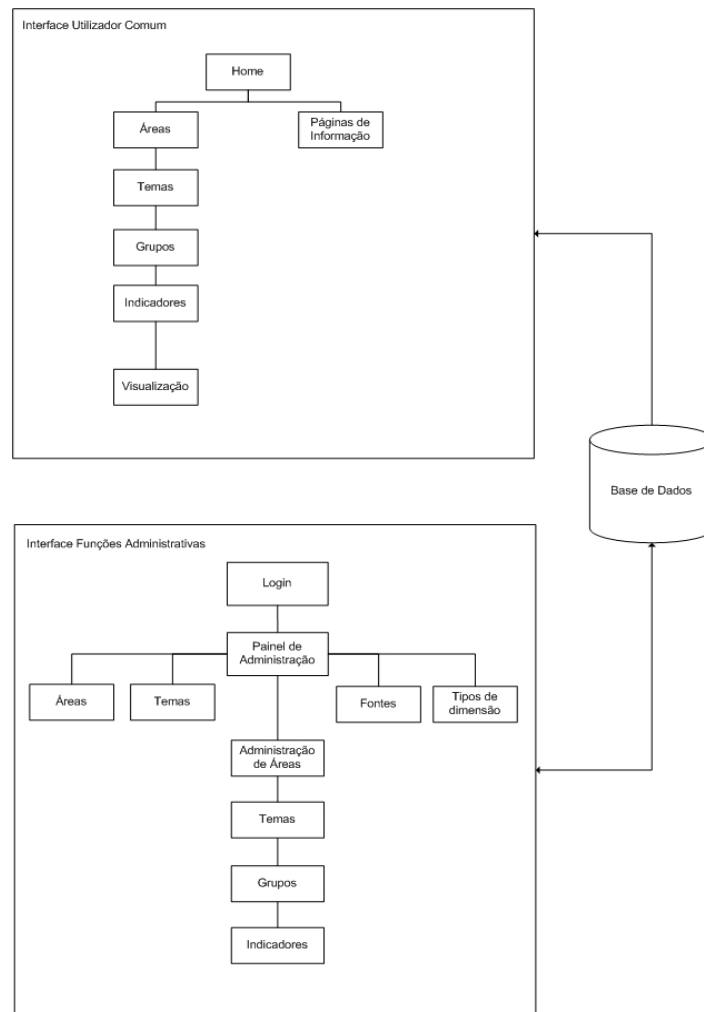 Interface Utilizador Comum
Home
Áreas
Páginas de
Informação
Temas
Grupos
Indicadores
Visualização
Base de Dados
Interface Funções Administrativas
Login
Painel de
Administração
Áreas
Temas
Fontes
Tipos de
dimensão
Administração
de Áreas
Temas
Grupos
Indicadores